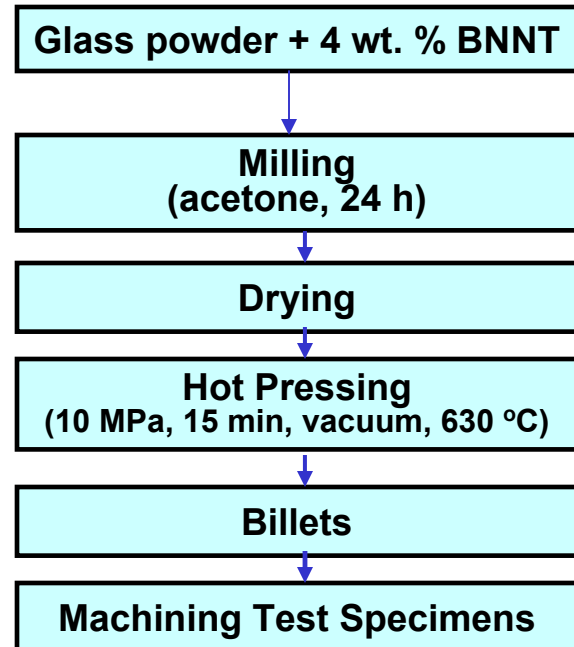 Glass powder + 4 wt. % BNNT
Milling
(acetone, 24 h)
Drying
Hot Pressing
(10 MPa, 15 min, vacuum, 630 ºC)
Billets
Machining Test Specimens